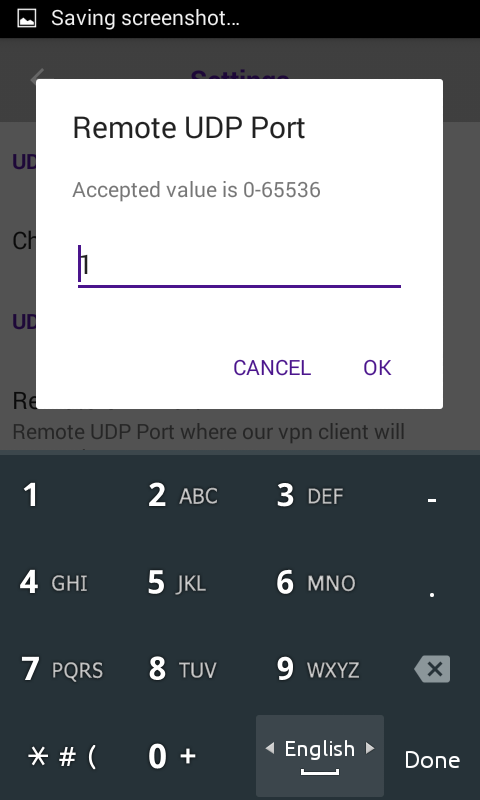 Saving screenshot...
Settings
Remote UDP Port
Accepted value is 0-65536
UD
Ch
1
UD
CANCEL OK
Re
Remote UDP Port where our vpn client will
1 2 ABC 3 DEF -
4 GHI 5 JKL 6 MNO .
7 PQRS 8 TUV 9 WXYZ
* # ( 0 + English Done